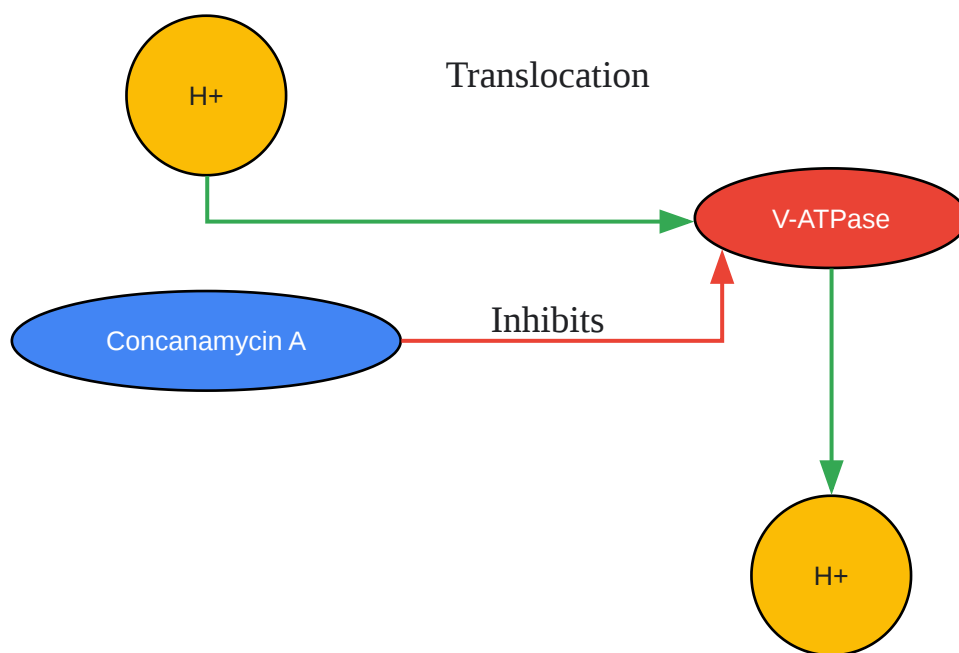 Translocation
H+
V-ATPase
Inhibits
Concanamycin A
H+